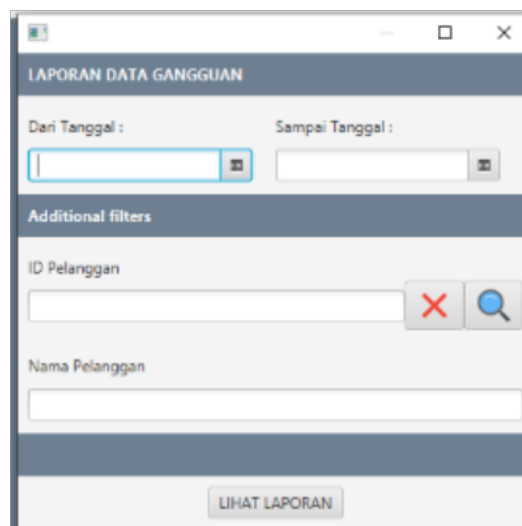 LAPORAN DATA GANGGUAN
Dari Tanggal : Sampai Tanggal :
Additional filters
ID Pelanggan
Nama Pelanggan
LIHAT LAPORAN